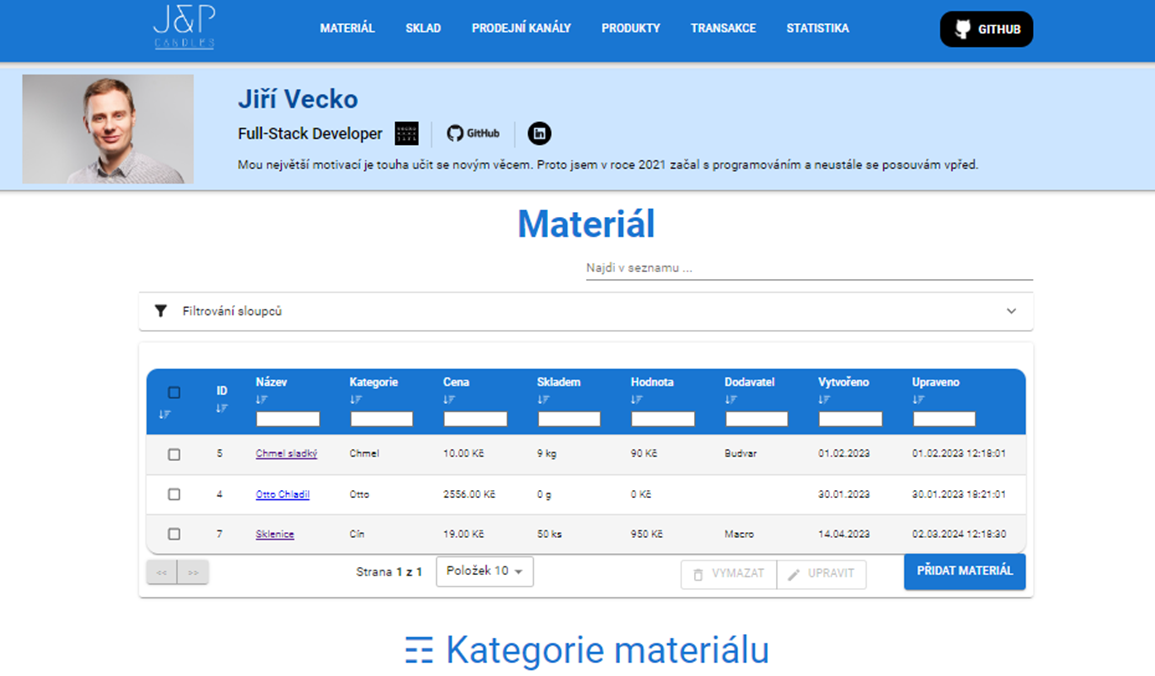 J&P
CANDLES
MATERIÁL SKLAD PRODEJNÍ KANÁLY PRODUKTY TRANSAKCE STATISTIKA GITHUB
Jiří Vecko
Full-Stack Developer GitHub in
Mou největší motivací je touha učit se novým věcem. Proto jsem v roce 2021 začal s programováním a neustále se posouvám vpřed.
Materiál
Najdi v seznamu ...
Filtrování sloupců
ID Název Kategorie Cena Skladem Hodnota Dodavatel Vytvořeno Upraveno
5 Chmel sladký Chmel 10.00 Kč 9 kg 90 Kč Budvar 01.02.2023 01.02.2023 12:18:01
4 Otto Chladil Otto 2556.00 Kč 0 g 0 Kč 30.01.2023 30.01.2023 18:21:01
7 Sklenice Cín 19.00 Kč 50 ks 950 Kč Macro 14.04.2023 02.03.2024 12:18:30
<< >> Strana 1 z 1 Položek 10 VYMAZAT UPRAVIT PŘIDAT MATERIÁL
Kategorie materiálu